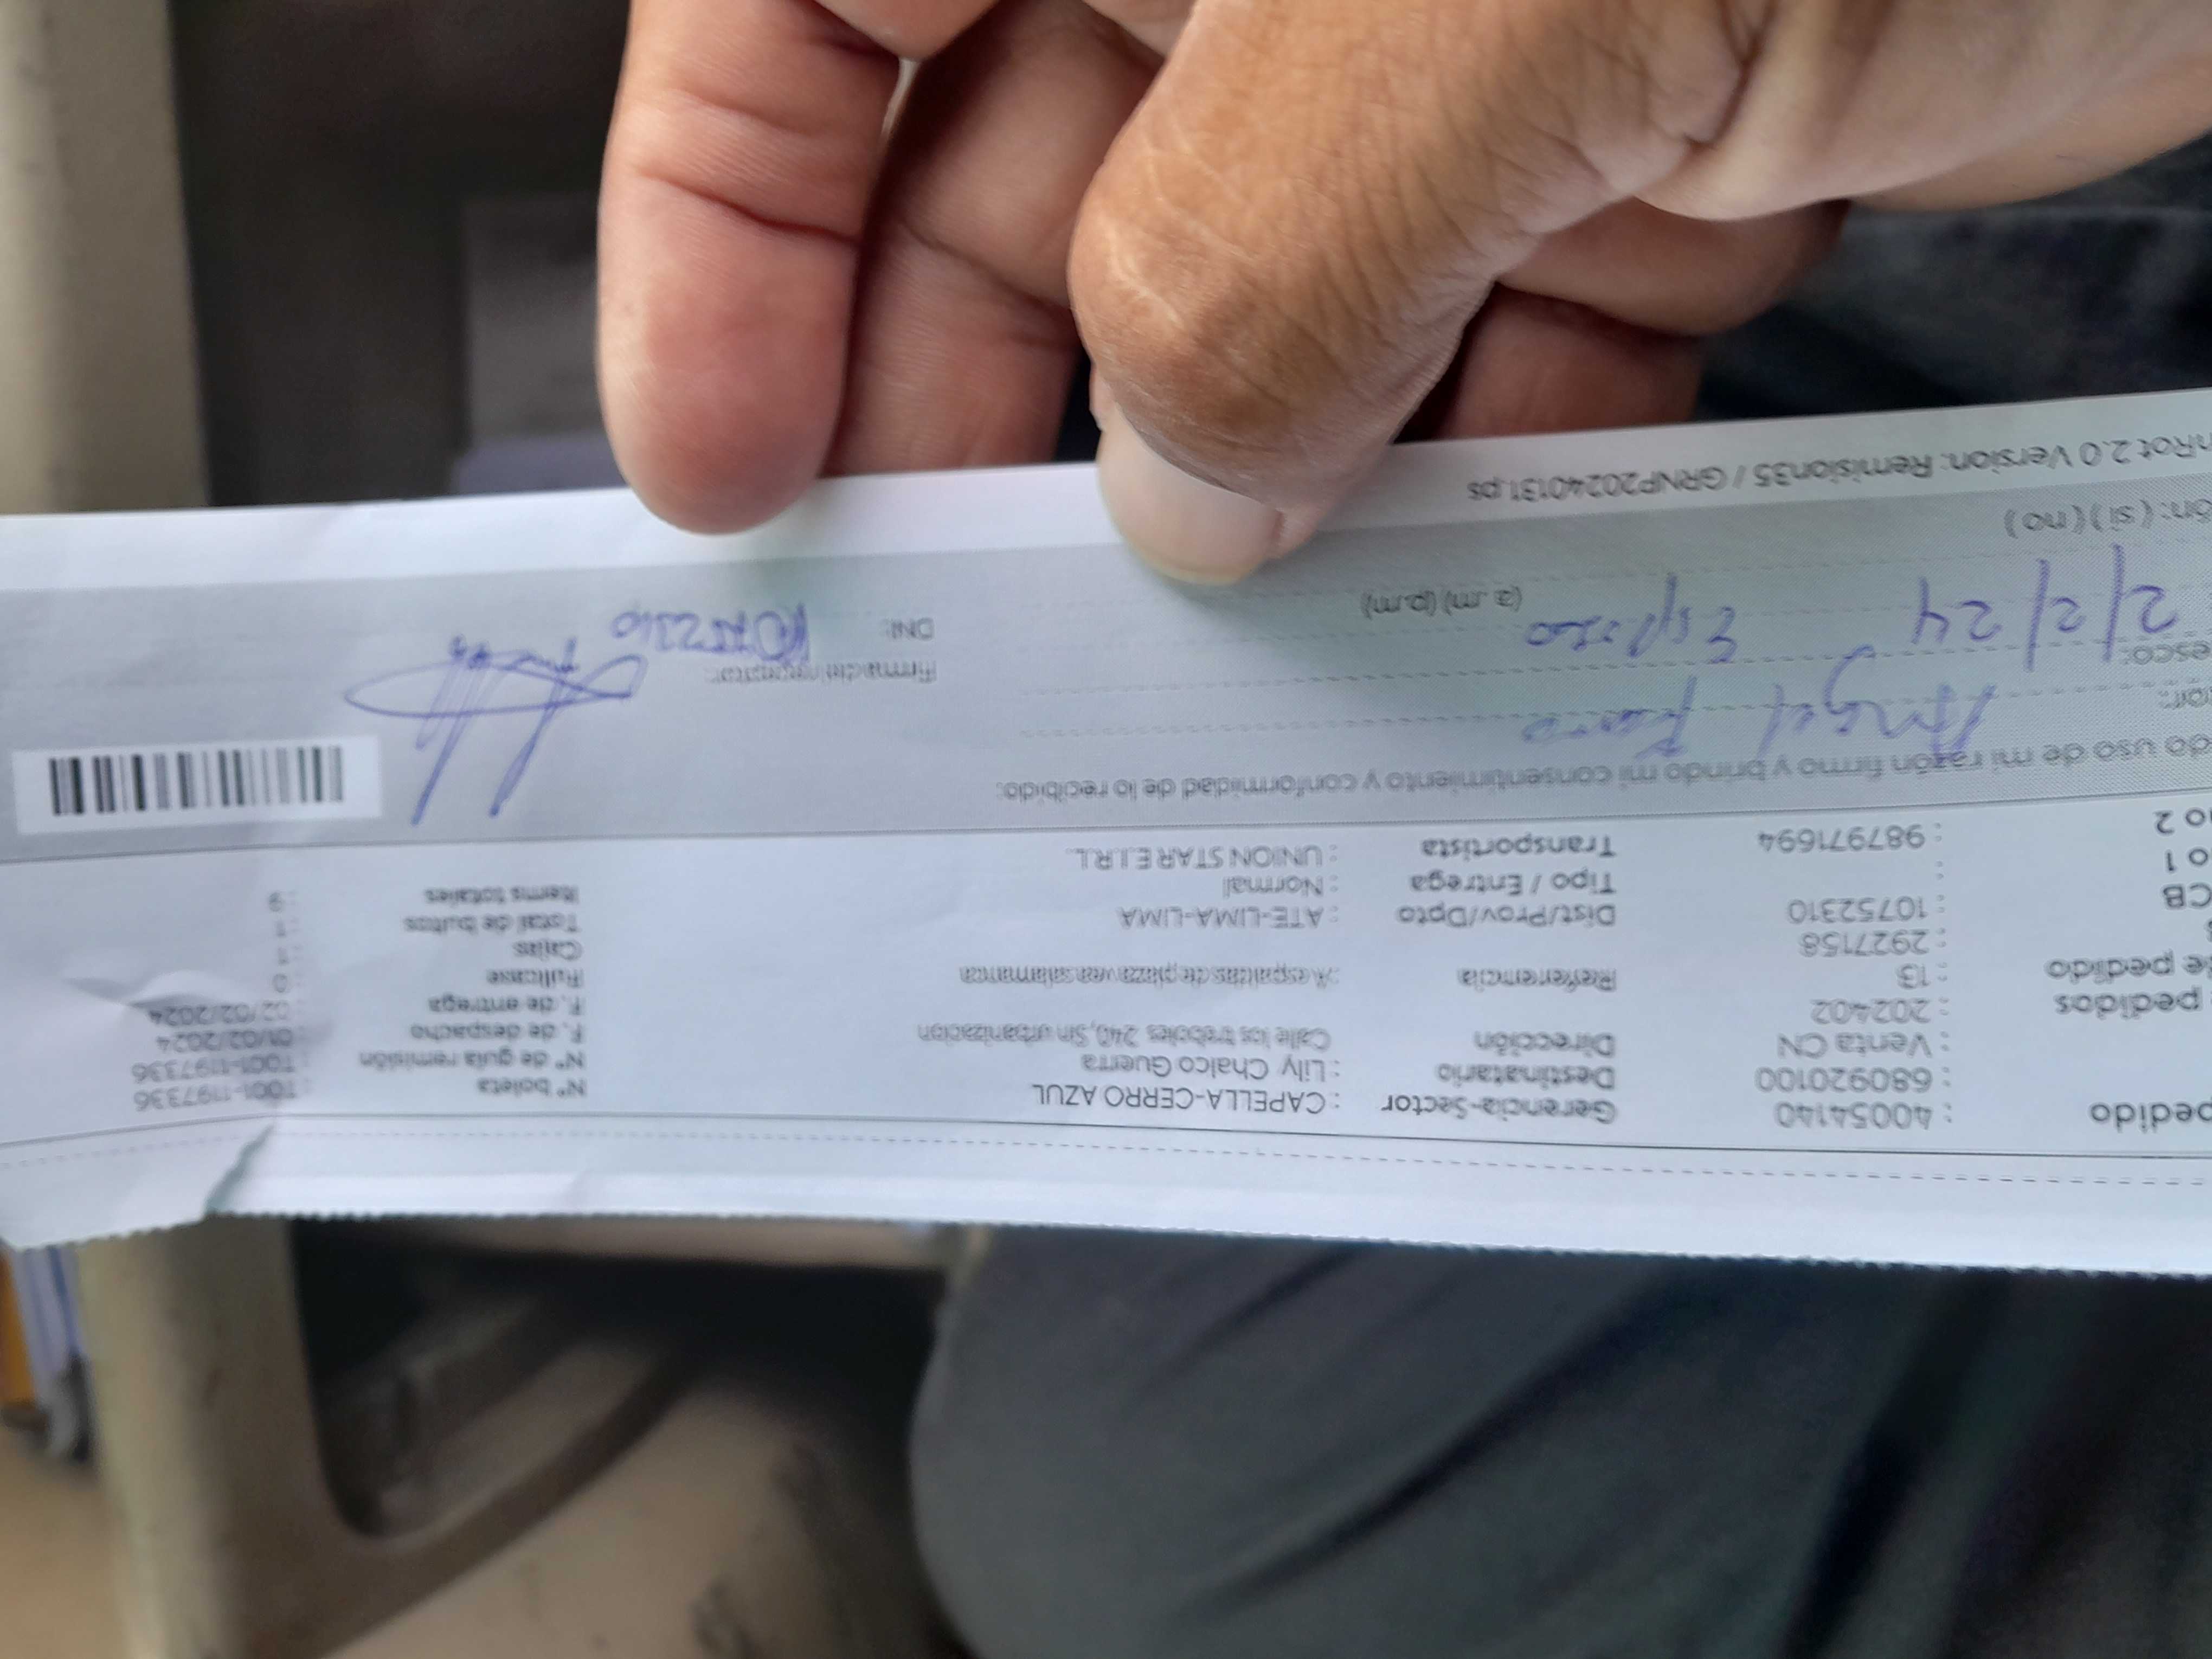 pedido : 40054140 Gerencia-Sector : CAPELLA-CERRO AZUL N° boleta : T001-1197336
: 680920100 Destinatario : Lily Chalco Guerra N° de guía remisión : T001-1197336
: Venta CN Dirección Calle los treboles 240, Sin urbanizacion F. de despacho : 01/02/2024
pedidos : 202402 F. de entrega : 02/02/2024
e pedido : 13 Referencia : A espaldas de plaza vea salamanca Fullcase : 0
: 2927158 Cajas : 1
CB : 10752310 Dist/Prov/Dpto : ATE-LIMA-LIMA Total de bultos : 1
o 1 : Tipo / Entrega : Normal Items totales : 9
o 2 : 987971694 Transportista : UNION STAR E.I.R.L.
do uso de mi razón firmo y brindo mi consentimiento y conformidad de lo recibido:
or: Angel Firma del receptor:
esco: Esposo DNI: 10752310
2/2/24 (a.m) (p.m)
ón: ( si ) ( no )
nRot 2.0 Version: Remision35 / GRNP20240131.ps